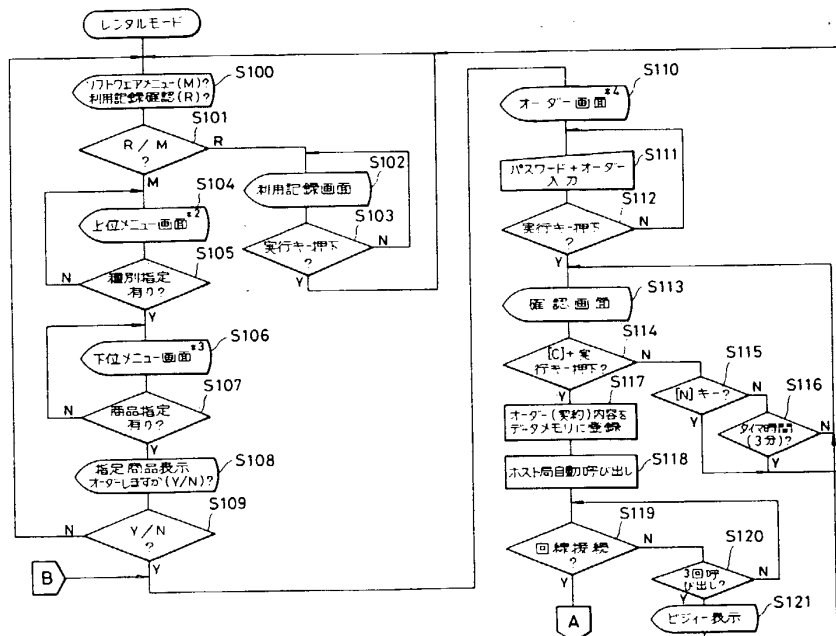 レンタルモード
S100
ソフトウェアメニュー(M)?
利用記録確認(R)?
S101
R/M
?
R
M
S102
利用記録画面
S103
実行キー押下
?
N
Y
S104
上位メニュー画面*2
S105
種別指定
有り?
N
Y
S106
下位メニュー画面*3
S107
商品指定
有り?
N
Y
S108
指定商品表示
オーダーしますか(Y/N)?
S109
Y/N
?
N
Y
B
S110
オーダー画面*4
S111
パスワード+オーダー
入力
S112
実行キー押下
?
N
Y
S113
確認画面
S114
[C]+実
行キー押下?
N
Y
S115
[N]キー?
N
Y
S116
タイマ時間
(3分)?
N
Y
S117
オーダー(契約)内容を
データメモリに登録
S118
ホスト局自動呼び出し
S119
回線接続
?
N
Y
S120
3回呼
び出し?
N
Y
S121
ビジィー表示
A